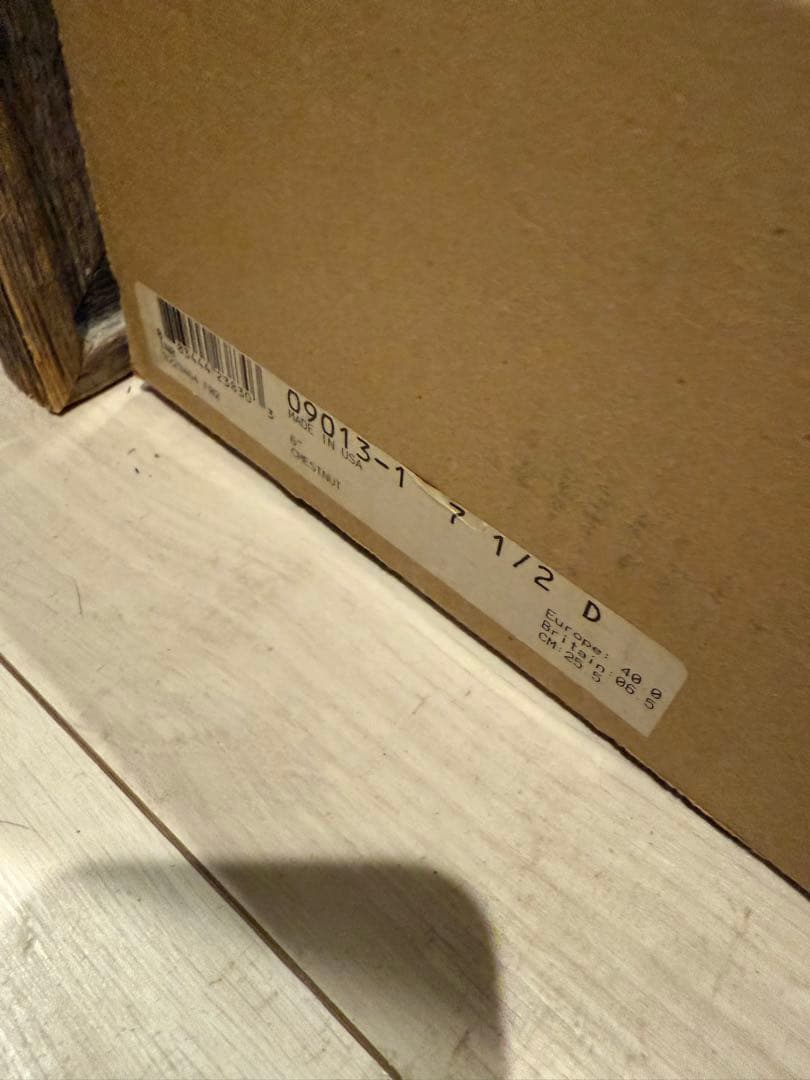 09013-1 7 1/2 D
MADE IN USA
6"
CHESTNUT
Europe: 40.0
Britain: 06.5
CM: 25.5